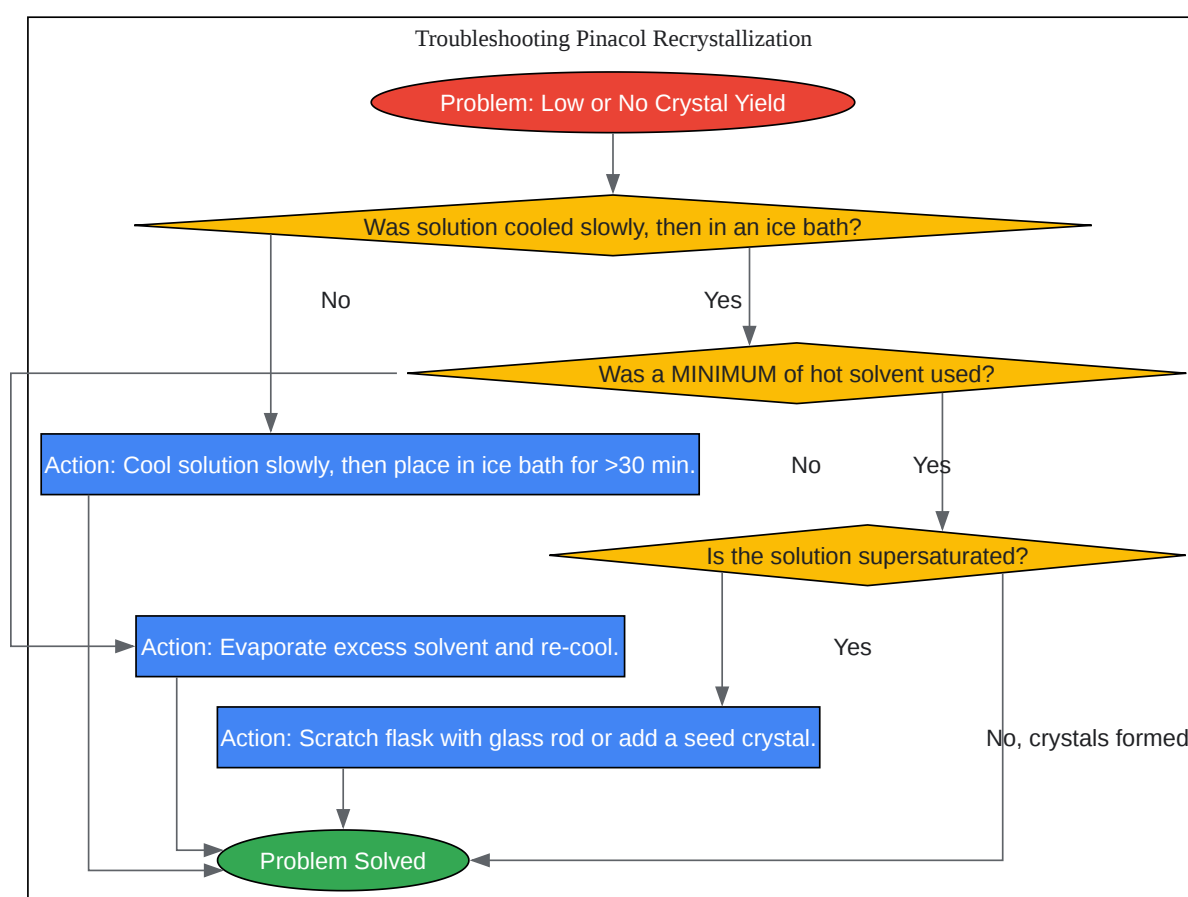 Troubleshooting Pinacol Recrystallization
Problem: Low or No Crystal Yield
Was solution cooled slowly, then in an ice bath?
No
Yes
Was a MINIMUM of hot solvent used?
Action: Cool solution slowly, then place in ice bath for >30 min.
No
Yes
Is the solution supersaturated?
Action: Evaporate excess solvent and re-cool.
Yes
Action: Scratch flask with glass rod or add a seed crystal.
No, crystals formed
Problem Solved